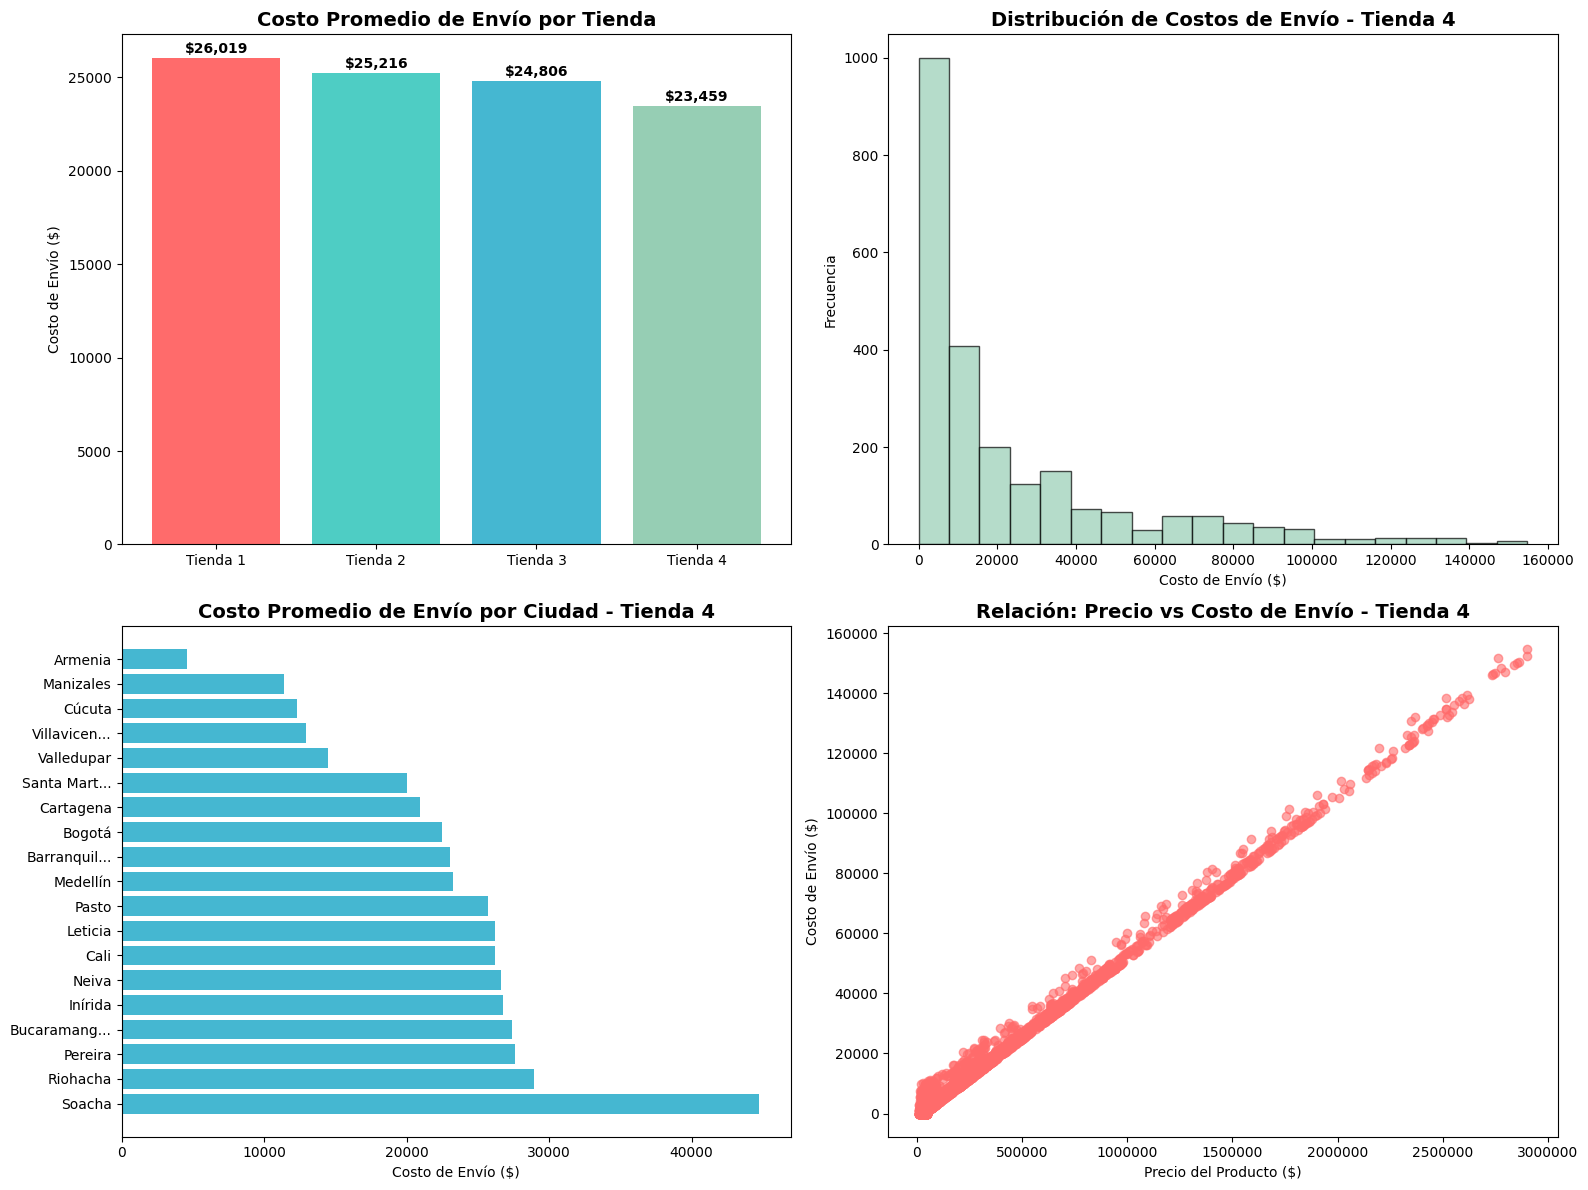 Costo Promedio de Envío por Tienda
$26,019
$25,216
$24,806
$23,459
25000
20000
15000
10000
5000
0
Costo de Envío ($)
Tienda 1
Tienda 2
Tienda 3
Tienda 4
Distribución de Costos de Envío - Tienda 4
1000
800
600
400
200
0
Frecuencia
0
20000
40000
60000
80000
100000
120000
140000
160000
Costo de Envío ($)
Costo Promedio de Envío por Ciudad - Tienda 4
Armenia
Manizales
Cúcuta
Villavicen...
Valledupar
Santa Mart...
Cartagena
Bogotá
Barranquil...
Medellín
Pasto
Leticia
Cali
Neiva
Inírida
Bucaramang...
Pereira
Riohacha
Soacha
0
10000
20000
30000
40000
Costo de Envío ($)
Relación: Precio vs Costo de Envío - Tienda 4
160000
140000
120000
100000
80000
60000
40000
20000
0
Costo de Envío ($)
0
500000
1000000
1500000
2000000
2500000
3000000
Precio del Producto ($)